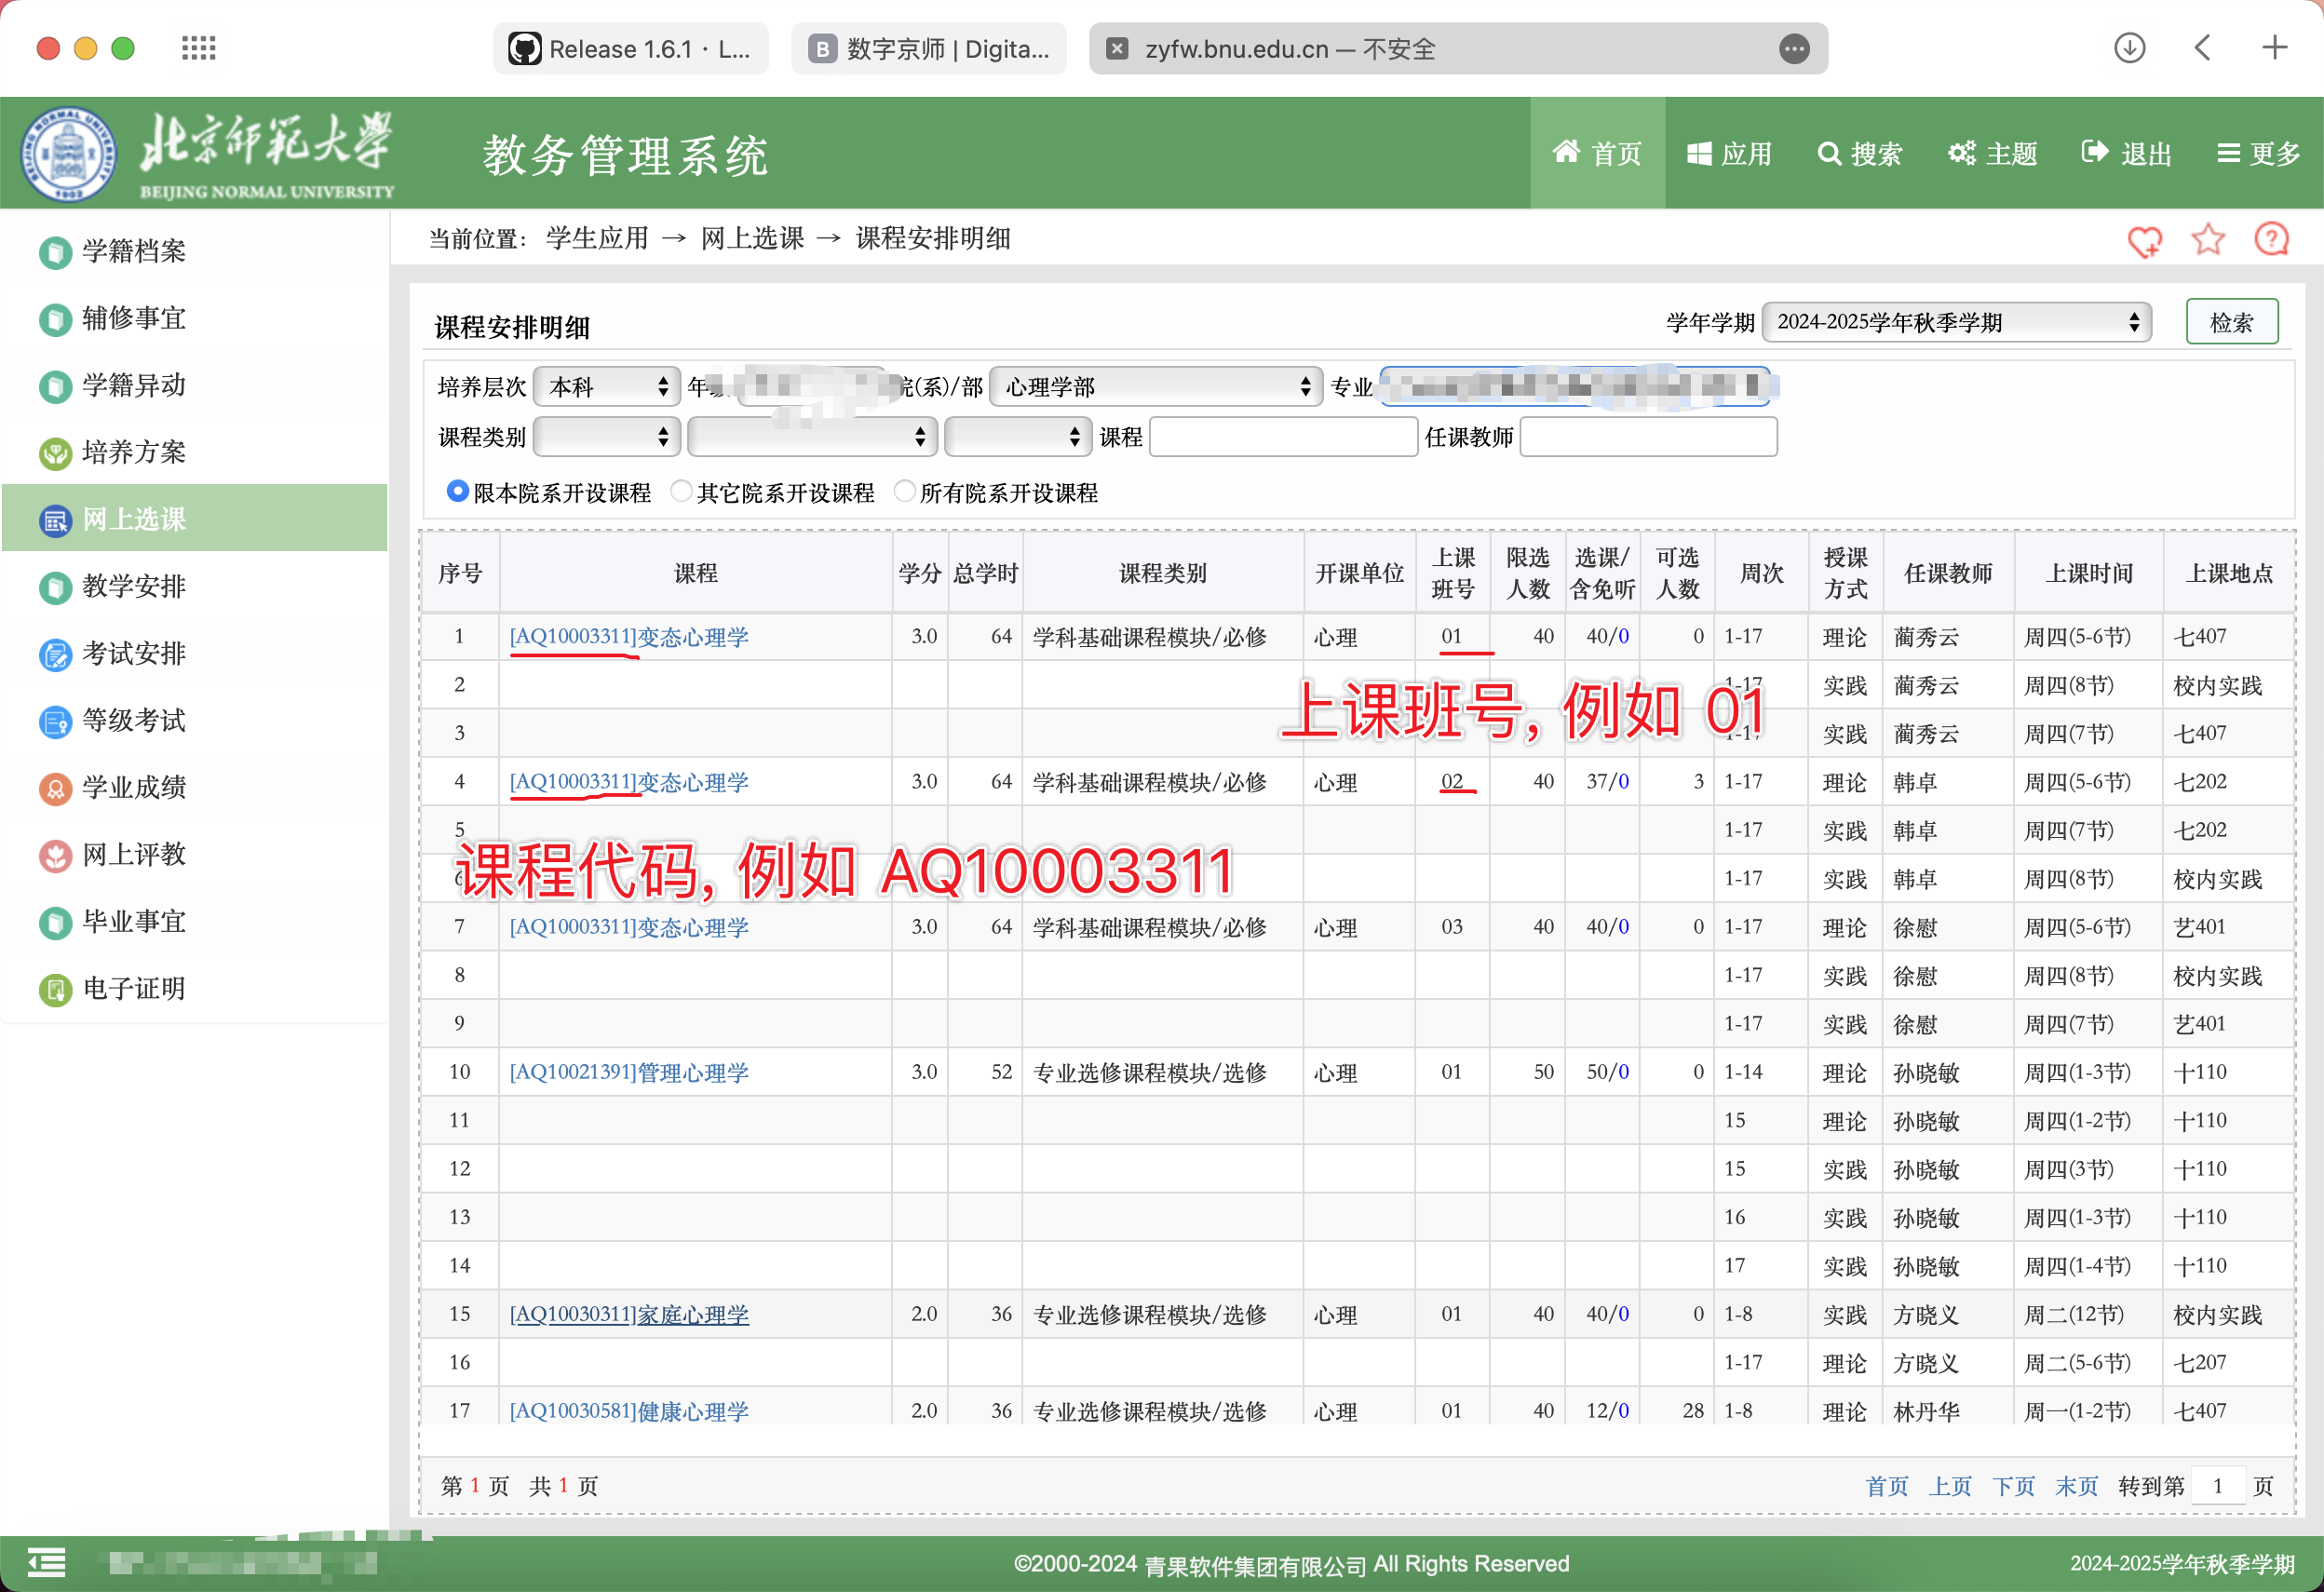 Release 1.6.1 · L...
数字京师 | Digita...
zyfw.bnu.edu.cn — 不安全
北京師範大學
BEIJING NORMAL UNIVERSITY
教务管理系统
首页 应用 搜索 主题 退出 更多
学籍档案
辅修事宜
学籍异动
培养方案
网上选课
教学安排
考试安排
等级考试
学业成绩
网上评教
毕业事宜
电子证明
当前位置： 学生应用 → 网上选课 → 课程安排明细
课程安排明细 学年学期 2024-2025学年秋季学期 检索
培养层次 本科 年 (系)/部 心理学部 专业
课程类别 课程 任课教师
限本院系开设课程 其它院系开设课程 所有院系开设课程
序号 课程 学分 总学时 课程类别 开课单位 上课班号 限选人数 选课/含免听 可选人数 周次 授课方式 任课教师 上课时间 上课地点
1 [AQ10003311]变态心理学 3.0 64 学科基础课程模块/必修 心理 01 40 40/0 0 1-17 理论 蔺秀云 周四(5-6节) 七407
2 1-17 实践 蔺秀云 周四(8节) 校内实践
上课班号, 例如 01
3 1-17 实践 蔺秀云 周四(7节) 七407
4 [AQ10003311]变态心理学 3.0 64 学科基础课程模块/必修 心理 02 40 37/0 3 1-17 理论 韩卓 周四(5-6节) 七202
5 1-17 实践 韩卓 周四(7节) 七202
课程代码, 例如 AQ10003311
6 1-17 实践 韩卓 周四(8节) 校内实践
7 [AQ10003311]变态心理学 3.0 64 学科基础课程模块/必修 心理 03 40 40/0 0 1-17 理论 徐慰 周四(5-6节) 艺401
8 1-17 实践 徐慰 周四(8节) 校内实践
9 1-17 实践 徐慰 周四(7节) 艺401
10 [AQ10021391]管理心理学 3.0 52 专业选修课程模块/选修 心理 01 50 50/0 0 1-14 理论 孙晓敏 周四(1-3节) 十110
11 15 理论 孙晓敏 周四(1-2节) 十110
12 15 实践 孙晓敏 周四(3节) 十110
13 16 实践 孙晓敏 周四(1-3节) 十110
14 17 实践 孙晓敏 周四(1-4节) 十110
15 [AQ10030311]家庭心理学 2.0 36 专业选修课程模块/选修 心理 01 40 40/0 0 1-8 实践 方晓义 周二(12节) 校内实践
16 1-17 理论 方晓义 周二(5-6节) 七207
17 [AQ10030581]健康心理学 2.0 36 专业选修课程模块/选修 心理 01 40 12/0 28 1-8 理论 林丹华 周一(1-2节) 七407
第 1 页 共 1 页 首页 上页 下页 末页 转到第 1 页
©2000-2024 青果软件集团有限公司 All Rights Reserved 2024-2025学年秋季学期